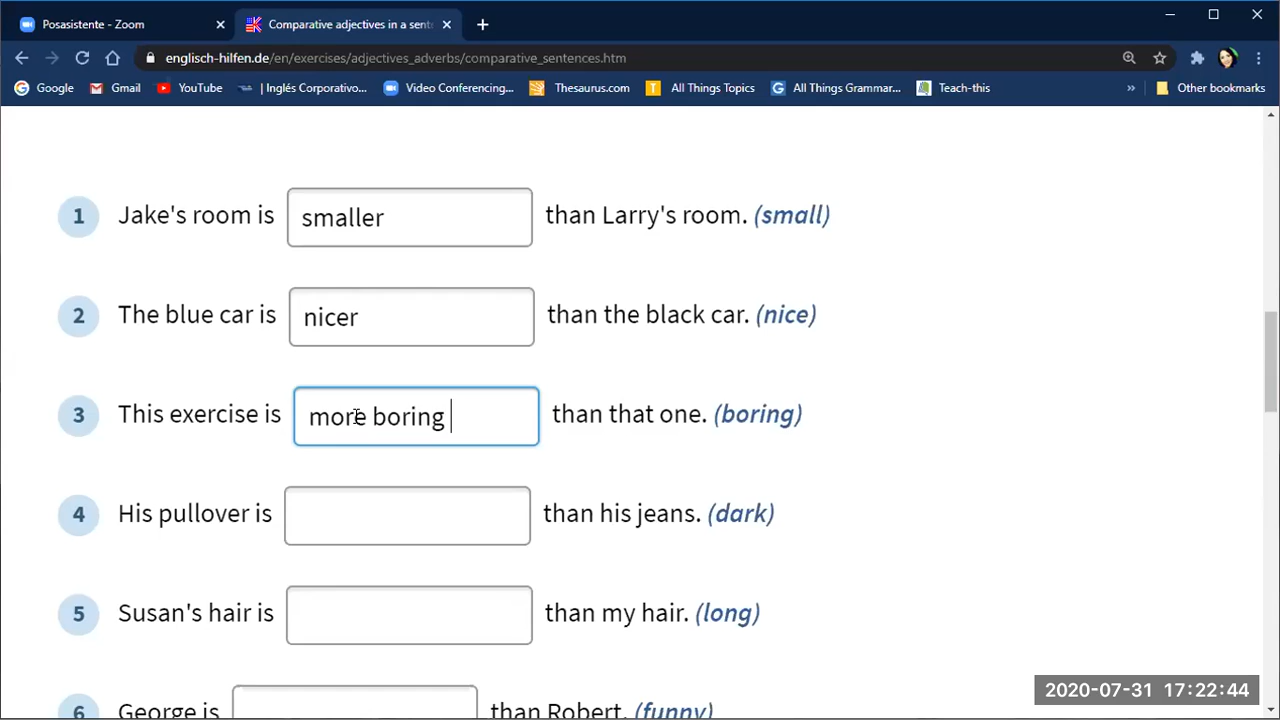 Posasistente - Zoom
Comparative adjectives in a sent
englisch-hilfen.de/en/exercises/adjectives_adverbs/comparative_sentences.htm
Google Gmail YouTube | Inglés Corporativo... Video Conferencing... Thesaurus.com All Things Topics All Things Grammar... Teach-this » Other bookmarks
1 Jake's room is smaller than Larry's room. (small)
2 The blue car is nicer than the black car. (nice)
3 This exercise is more boring than that one. (boring)
4 His pullover is than his jeans. (dark)
5 Susan's hair is than my hair. (long)
6 George is than Robert. (funny)
2020-07-31 17:22:44